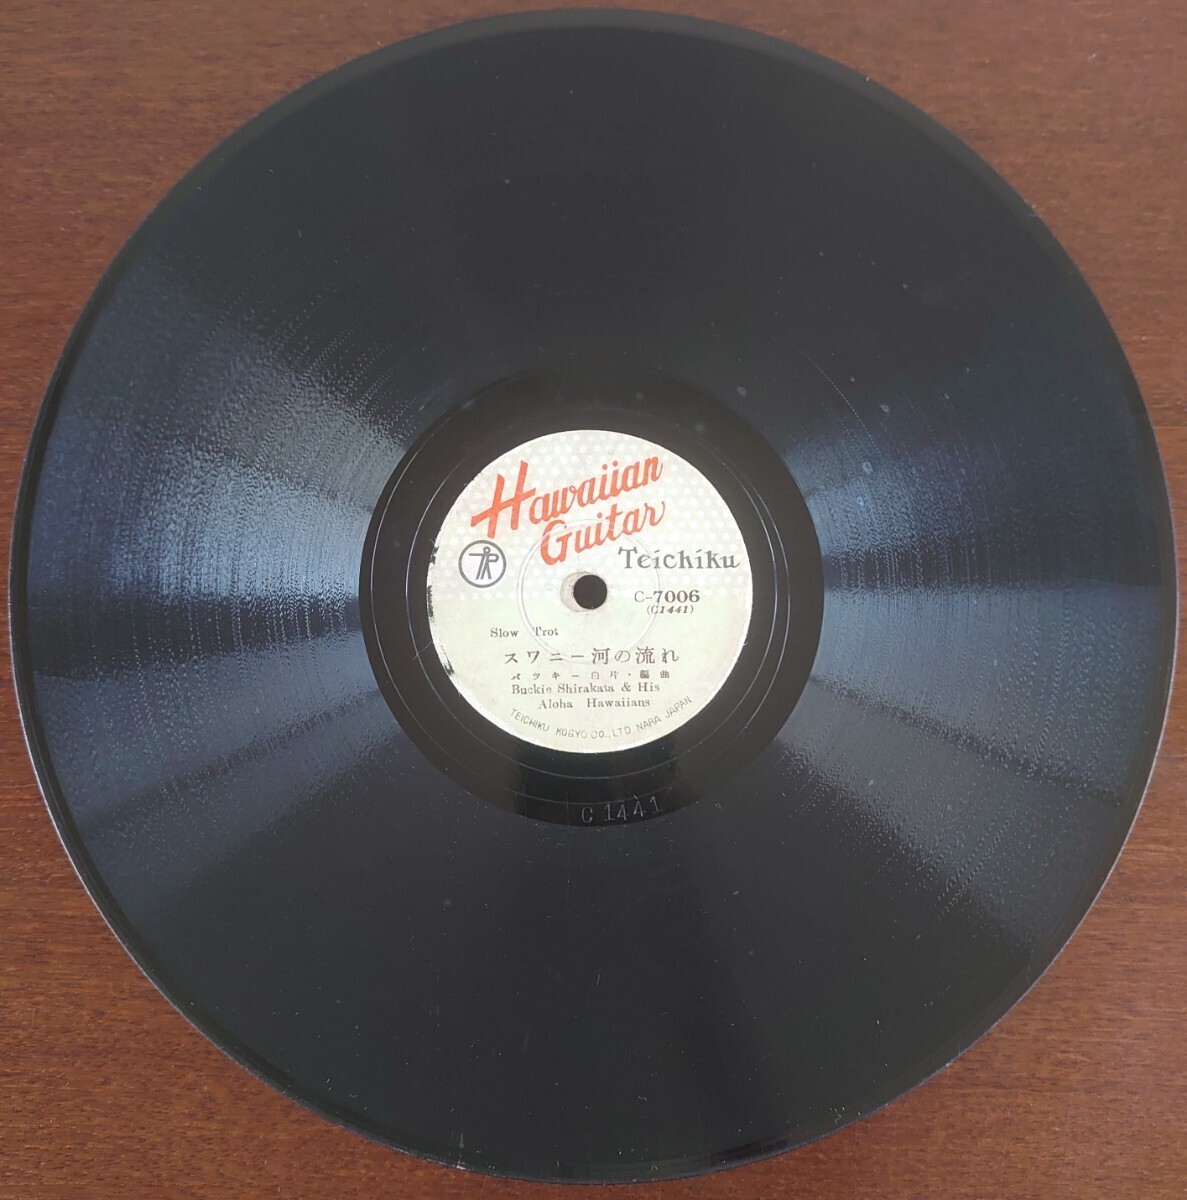 Hawaiian
Guitar
Teichiku
C-7006
(C1441)
Slow Trot
スワニー河の流れ
バツキー白片・編曲
Buckie Shirakata & His
Aloha Hawaiians
TEICHIKU KOGYO CO., LTD NARA JAPAN
C 1441